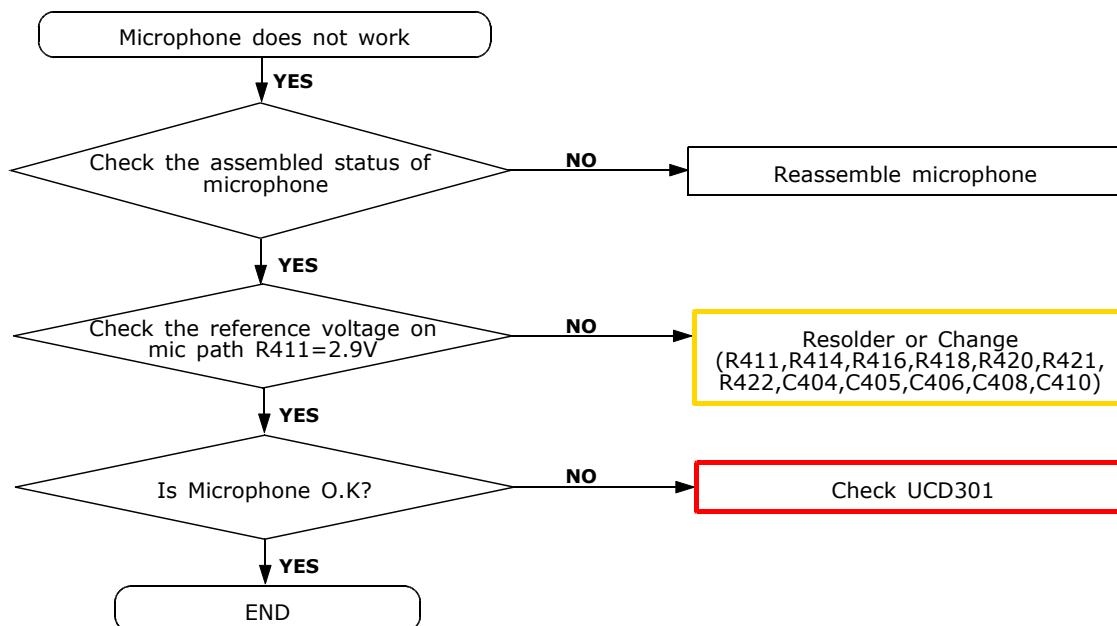 Microphone does not work
YES
Check the assembled status of
microphone
NO
Reassemble microphone
YES
Check the reference voltage on
mic path R411=2.9V
NO
Resolder or Change
(R411,R414,R416,R418,R420,R421,
R422,C404,C405,C406,C408,C410)
YES
Is Microphone O.K?
NO
Check UCD301
YES
END